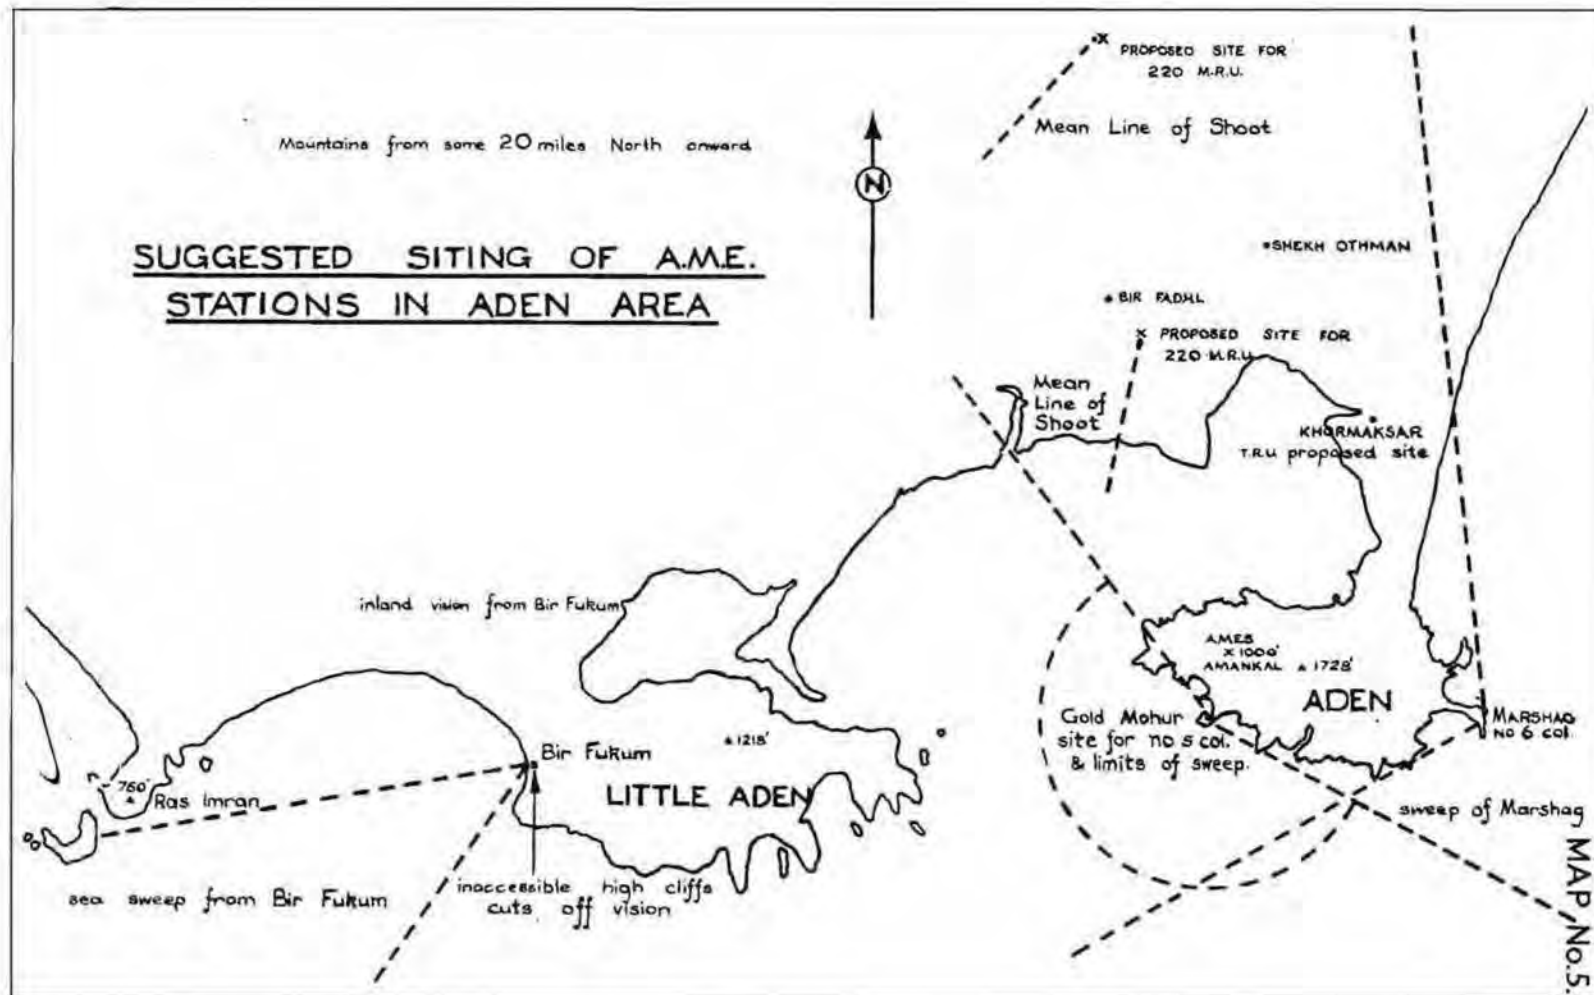 PROPOSED SITE FOR
220 M.R.U.
Mean Line of Shoot
Mountains from some 20 miles North onward
N
SUGGESTED SITING OF A.M.E.
STATIONS IN ADEN AREA
SHEKH OTHMAN
BIR FADHL
PROPOSED SITE FOR
220 M.R.U.
Mean
Line of
Shoot
KHORMAKSAR
T.R.U proposed site
inland vision from Bir Fukum
AMES
x 1000'
AMANKAL
1728'
ADEN
Gold Mohur
site for no 5 col.
& limits of sweep.
MARSHAG
NO 6 col.
Bir Fukum
1218'
LITTLE ADEN
760'
Ras Imran
sweep of Marshag
sea sweep from Bir Fukum
inaccessible high cliffs
cuts off vision
MAP No.5.